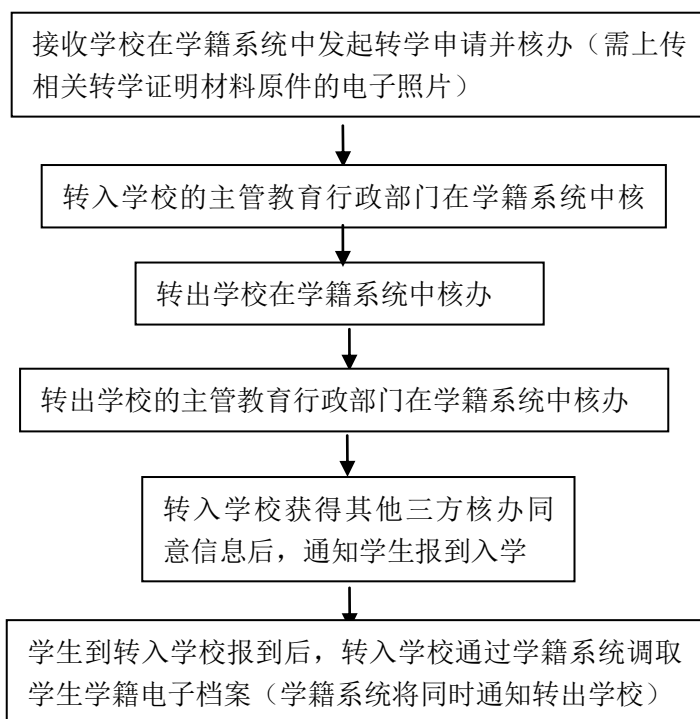 接收学校在学籍系统中发起转学申请并核办（需上传
相关转学证明材料原件的电子照片）
转入学校的主管教育行政部门在学籍系统中核
转出学校在学籍系统中核办
转出学校的主管教育行政部门在学籍系统中核办
转入学校获得其他三方核办同
意信息后，通知学生报到入学
学生到转入学校报到后，转入学校通过学籍系统调取
学生学籍电子档案（学籍系统将同时通知转出学校）